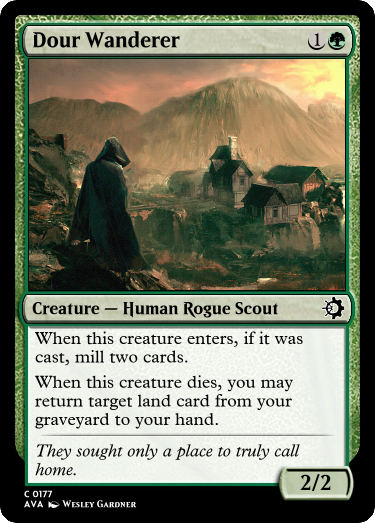 Dour Wanderer 1
Creature — Human Rogue Scout
When this creature enters, if it was
cast, mill two cards.
When this creature dies, you may
return target land card from your
graveyard to your hand.
They sought only a place to truly call
home.
2/2
C 0177
AVA Wesley Gardner